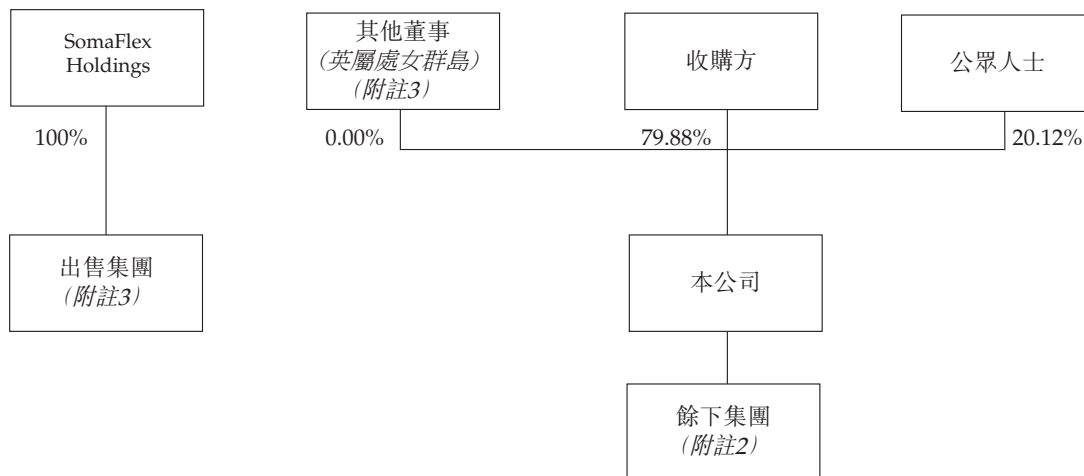 SomaFlex
Holdings
其他董事
（英屬處女群島）
（附註3）
收購方
公眾人士
100%
0.00%
79.88%
20.12%
出售集團
（附註3）
本公司
餘下集團
（附註2）